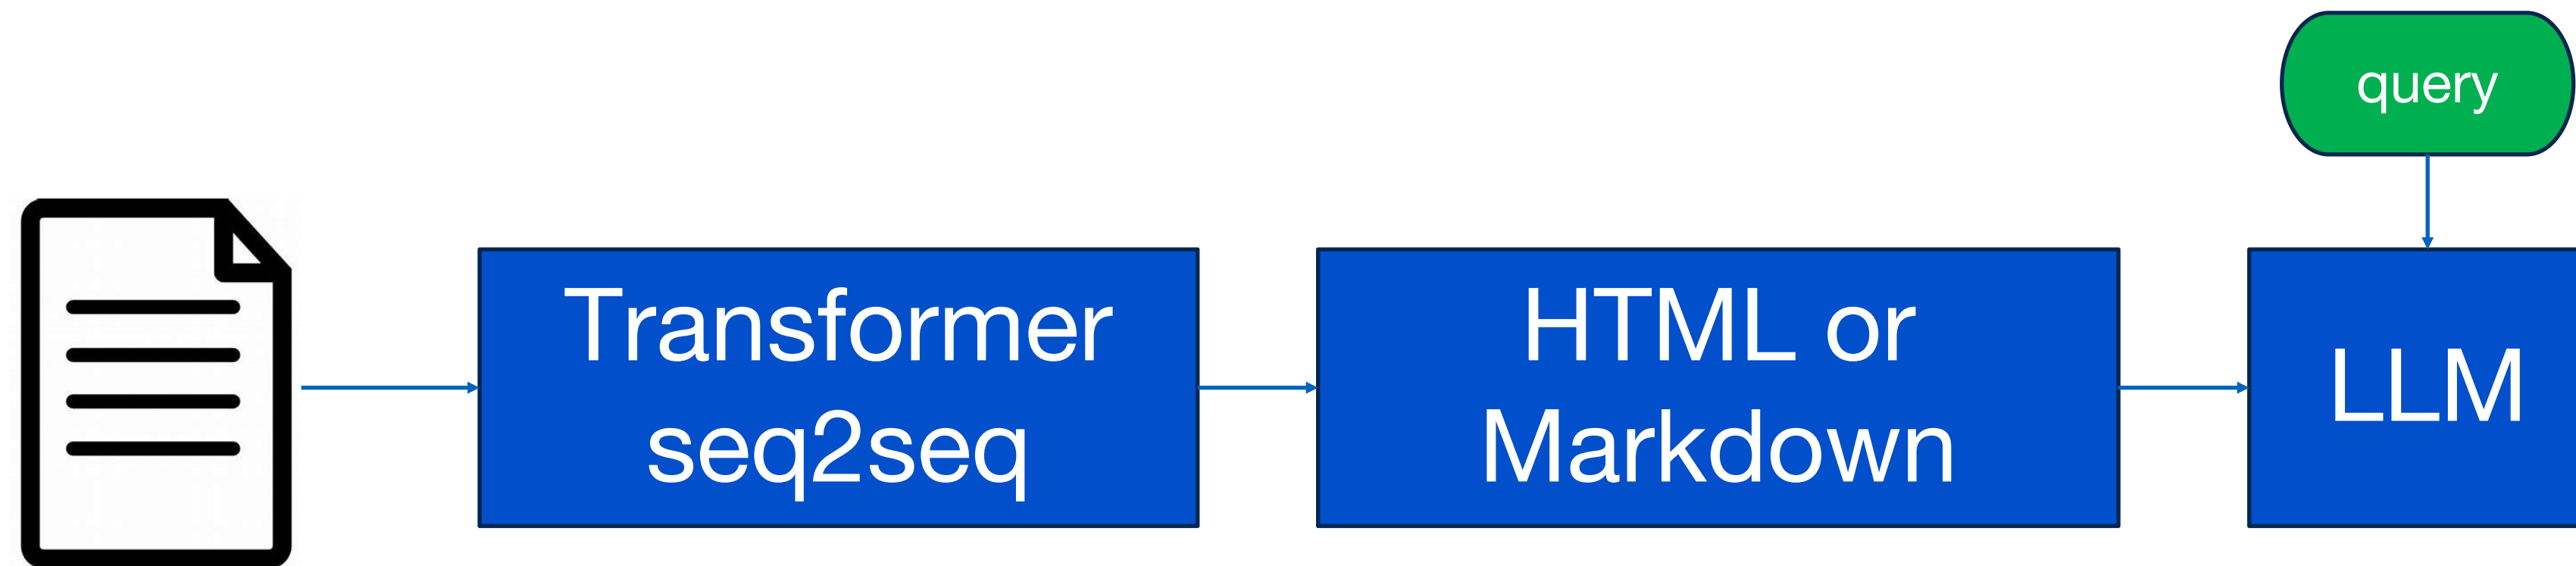 query
Transformer
seq2seq
HTML or
Markdown
LLM